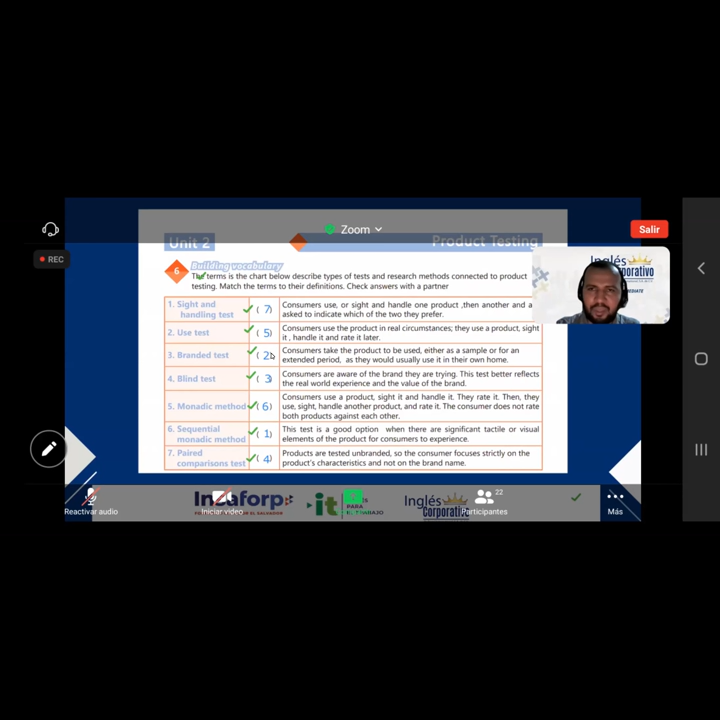 Zoom
Salir
REC
Unit 2
Product Testing
6
Building vocabulary
The terms is the chart below describe types of tests and research methods connected to product
testing. Match the terms to their definitions. Check answers with a partner
Inglés
Corporativo
1. Sight and
handling test
(7)
Consumers use, or sight and handle one product ,then another and a
asked to indicate which of the two they prefer.
2. Use test
(5)
Consumers use the product in real circumstances; they use a product, sight
it , handle it and rate it later.
3. Branded test
(2)
Consumers take the product to be used, either as a sample or for an
extended period, as they would usually use it in their own home.
4. Blind test
(3)
Consumers are aware of the brand they are trying. This test better reflects
the real world experience and the value of the brand.
5. Monadic method
(6)
Consumers use a product, sight it and handle it. They rate it. Then, they
use, sight, handle another product, and rate it. The consumer does not rate
both products against each other.
6. Sequential
monadic method
(1)
This test is a good option when there are significant tactile or visual
elements of the product for consumers to experience.
7. Paired
comparisons test
(4)
Products are tested unbranded, so the consumer focuses strictly on the
product's characteristics and not on the brand name.
Reactivar audio
Iniciar video
Insaforp
it
PARA
Inglés
Corporativo
22
Participantes
Más